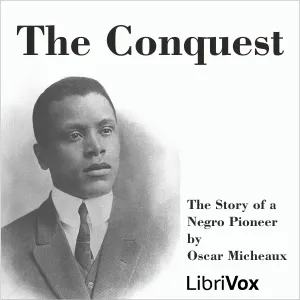 The Conquest
The Story of a
Negro Pioneer
by
Oscar Micheaux
LibriVox